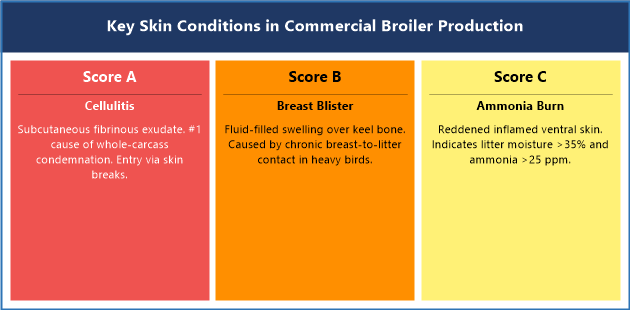 Key Skin Conditions in Commercial Broiler Production
Score A
Cellulitis
Subcutaneous fibrinous exudate. #1
cause of whole-carcass
condemnation. Entry via skin
breaks.
Score B
Breast Blister
Fluid-filled swelling over keel bone.
Caused by chronic breast-to-litter
contact in heavy birds.
Score C
Ammonia Burn
Reddened inflamed ventral skin.
Indicates litter moisture >35% and
ammonia >25 ppm.